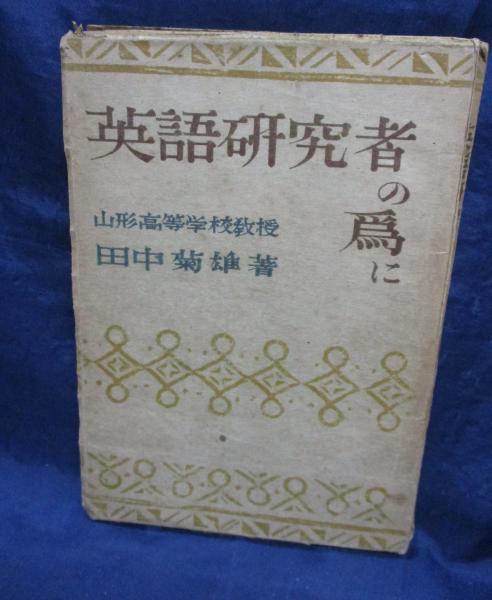 英語研究者
の爲に
山形高等学校教授
田中菊雄著